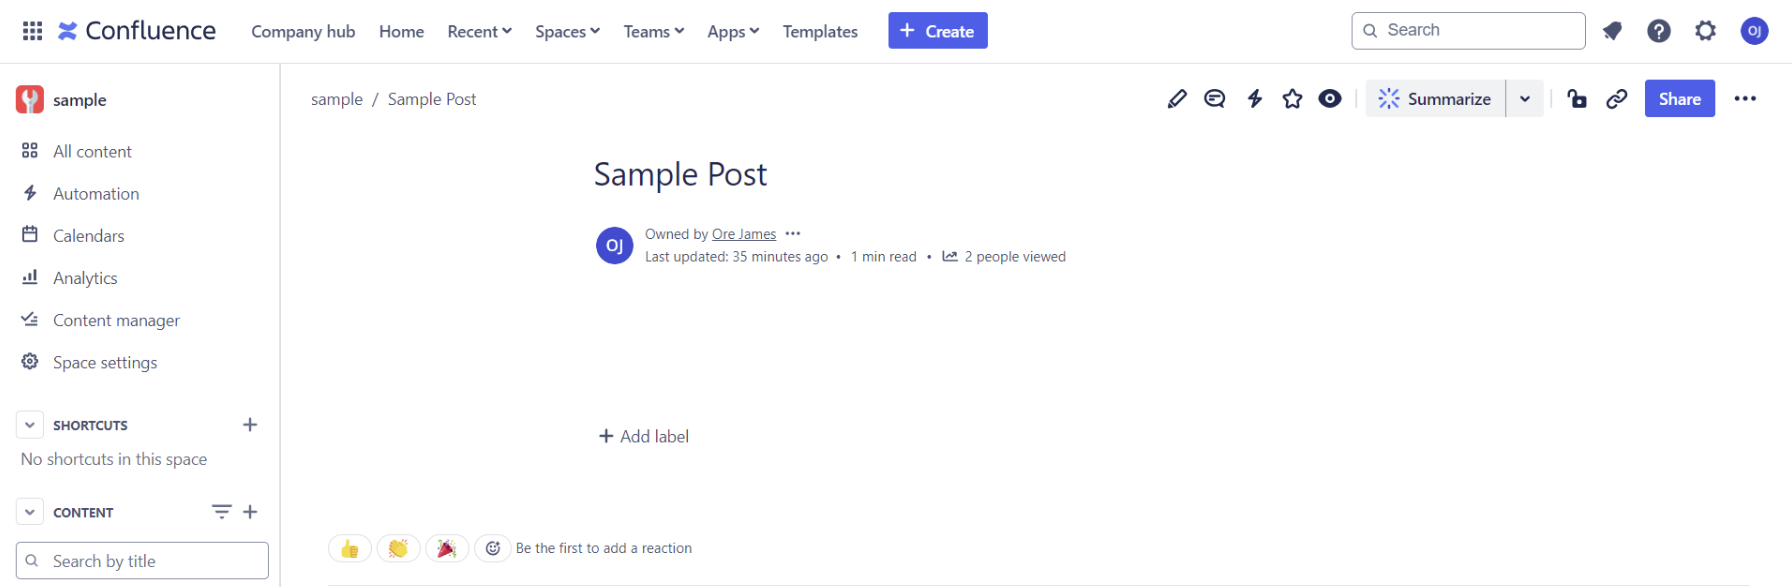 Confluence Company hub Home Recent Spaces Teams Apps Templates + Create Search OJ
sample
sample / Sample Post
Summarize Share
All content
Automation
Calendars
Analytics
Content manager
Space settings
SHORTCUTS
No shortcuts in this space
CONTENT
Search by title
Sample Post
OJ
Owned by Ore James •••
Last updated: 35 minutes ago • 1 min read • 2 people viewed
+ Add label
Be the first to add a reaction